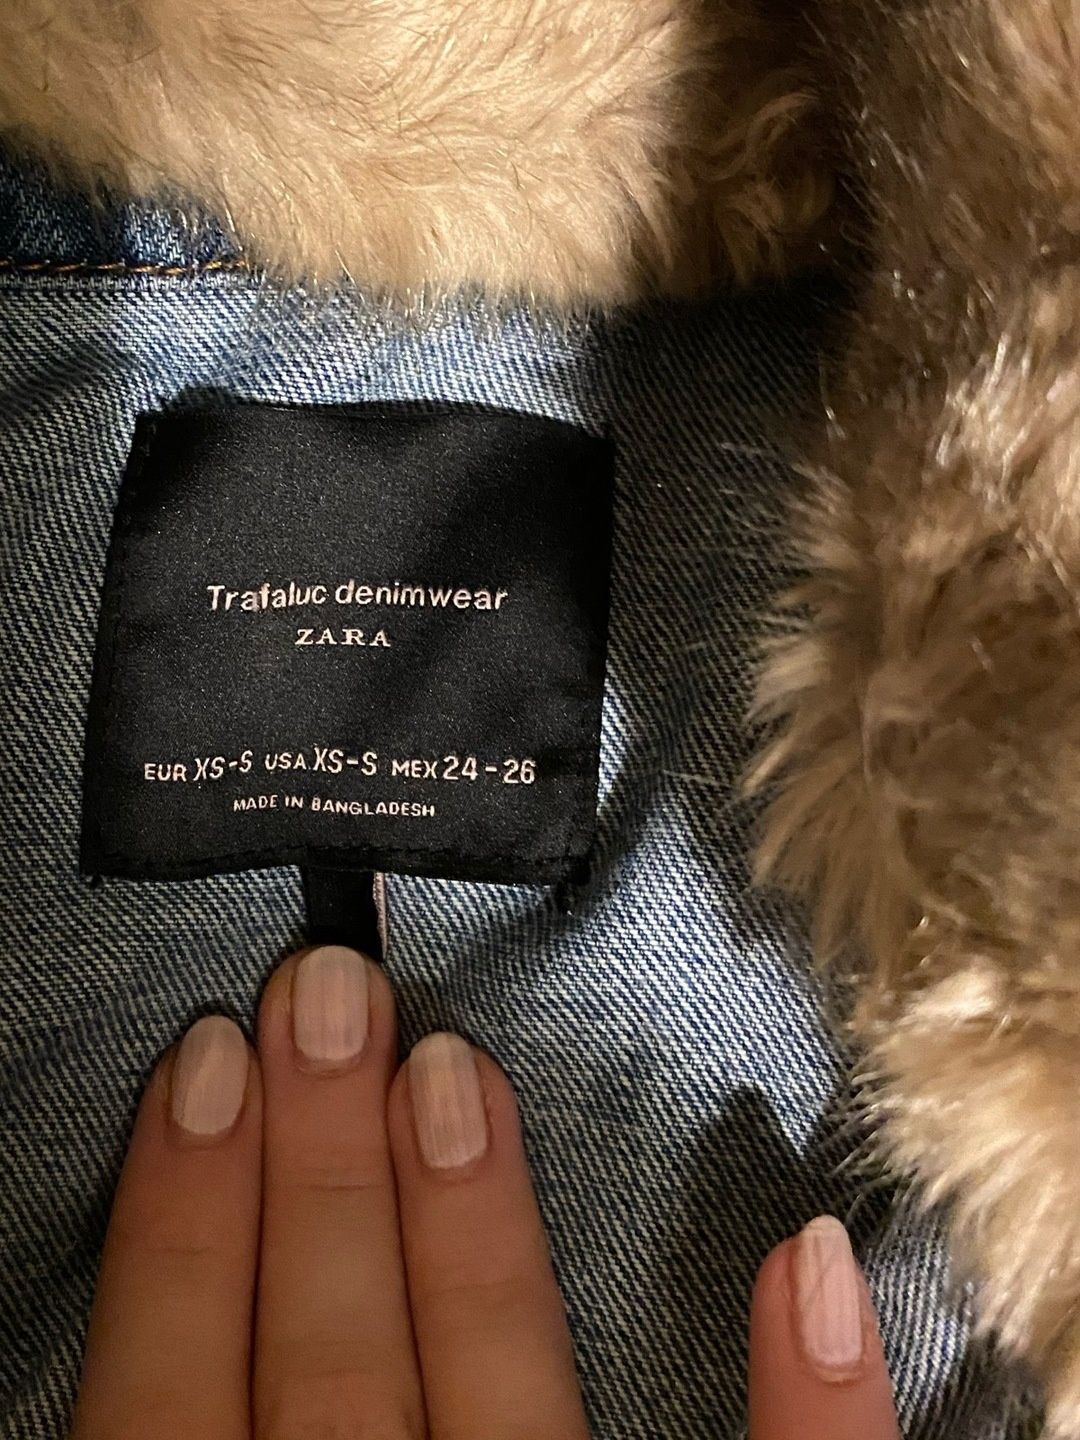 Trafaluc denimwear
ZARA
EUR XS-S USA XS-S MEX 24-26
MADE IN BANGLADESH